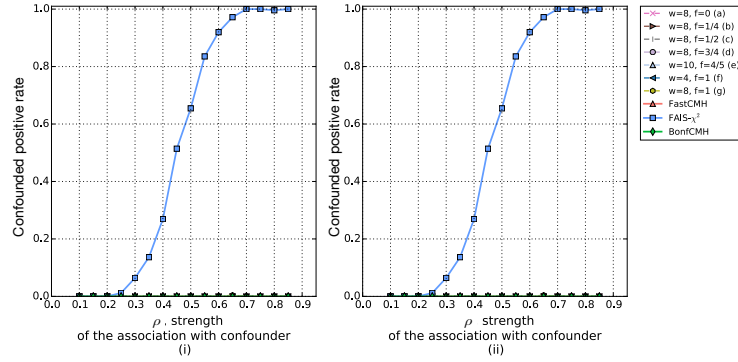 1.0
0.8
0.6
0.4
0.2
0.0
Confounded positive rate
0.0 0.1 0.2 0.3 0.4 0.5 0.6 0.7 0.8 0.9
ρ, strength
of the association with confounder
(i)
1.0
0.8
0.6
0.4
0.2
0.0
Confounded positive rate
0.0 0.1 0.2 0.3 0.4 0.5 0.6 0.7 0.8 0.9
ρ strength
of the association with confounder
(ii)
w=8, f=0 (a)
w=8, f=1/4 (b)
w=8, f=1/2 (c)
w=8, f=3/4 (d)
w=10, f=4/5 (e)
w=4, f=1 (f)
w=8, f=1 (g)
FastCMH
FAIS-χ²
BonfCMH